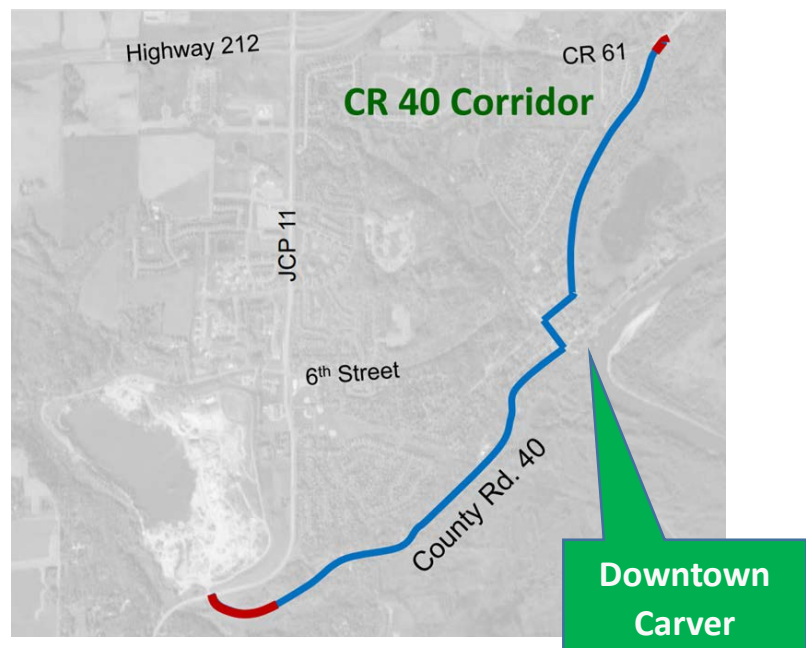 Highway 212
CR 61
CR 40 Corridor
JCP 11
6th Street
County Rd. 40
Downtown
Carver